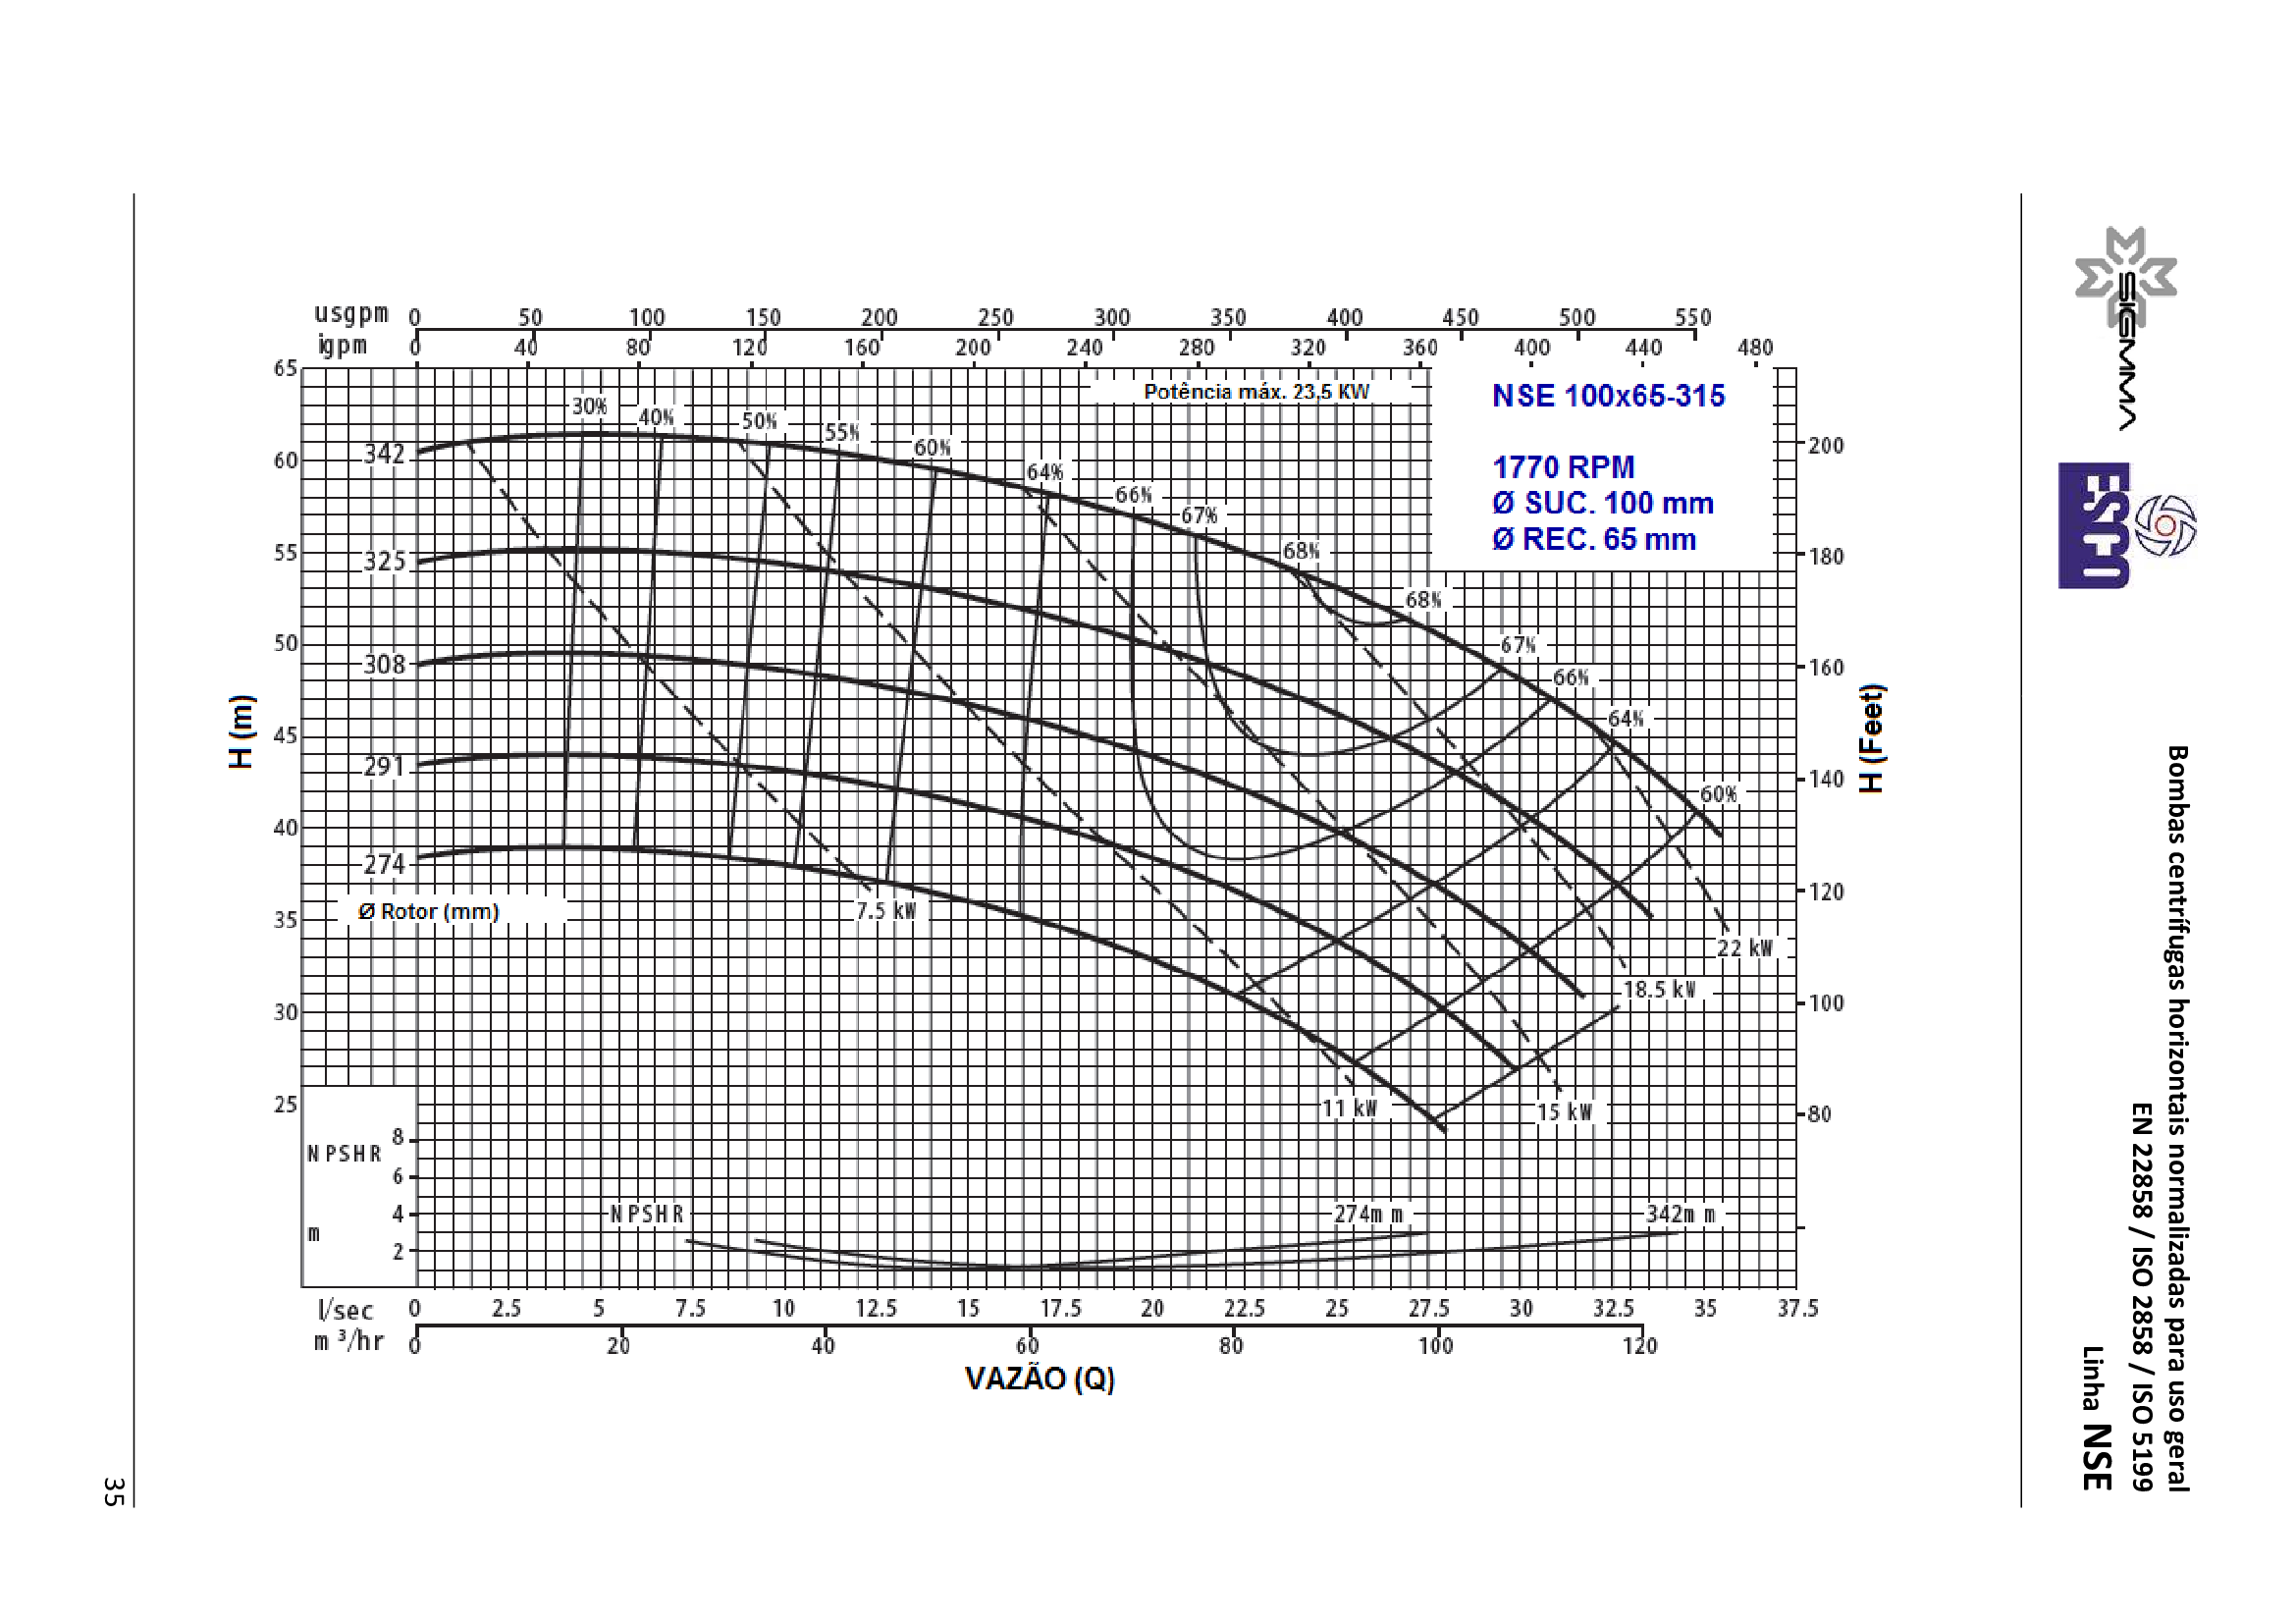 usgpm 0 50 100 150 200 250 300 350 400 450 500 550
igpm 0 40 80 120 160 200 240 280 320 360 400 440 480
Potência máx. 23,5 KW
NSE 100x65-315
1770 RPM
Ø SUC. 100 mm
Ø REC. 65 mm
H (m)
65
60
55
50
45
40
35
30
25
342
325
308
291
274
Ø Rotor (mm)
30%
40%
50%
55%
60%
64%
66%
67%
68%
68%
67%
66%
64%
60%
7.5 kW
11 kW
15 kW
18.5 kW
22 kW
H (Feet)
200
180
160
140
120
100
80
NPSHR
m
8
6
4
2
NPSHR
274mm
342mm
l/sec 0 2.5 5 7.5 10 12.5 15 17.5 20 22.5 25 27.5 30 32.5 35 37.5
m³/hr 0 20 40 60 80 100 120
VAZÃO (Q)
SIGMMA
ESCO
Bombas centrífugas horizontais normalizadas para uso geral
EN 22858 / ISO 2858 / ISO 5199
Linha NSE
35